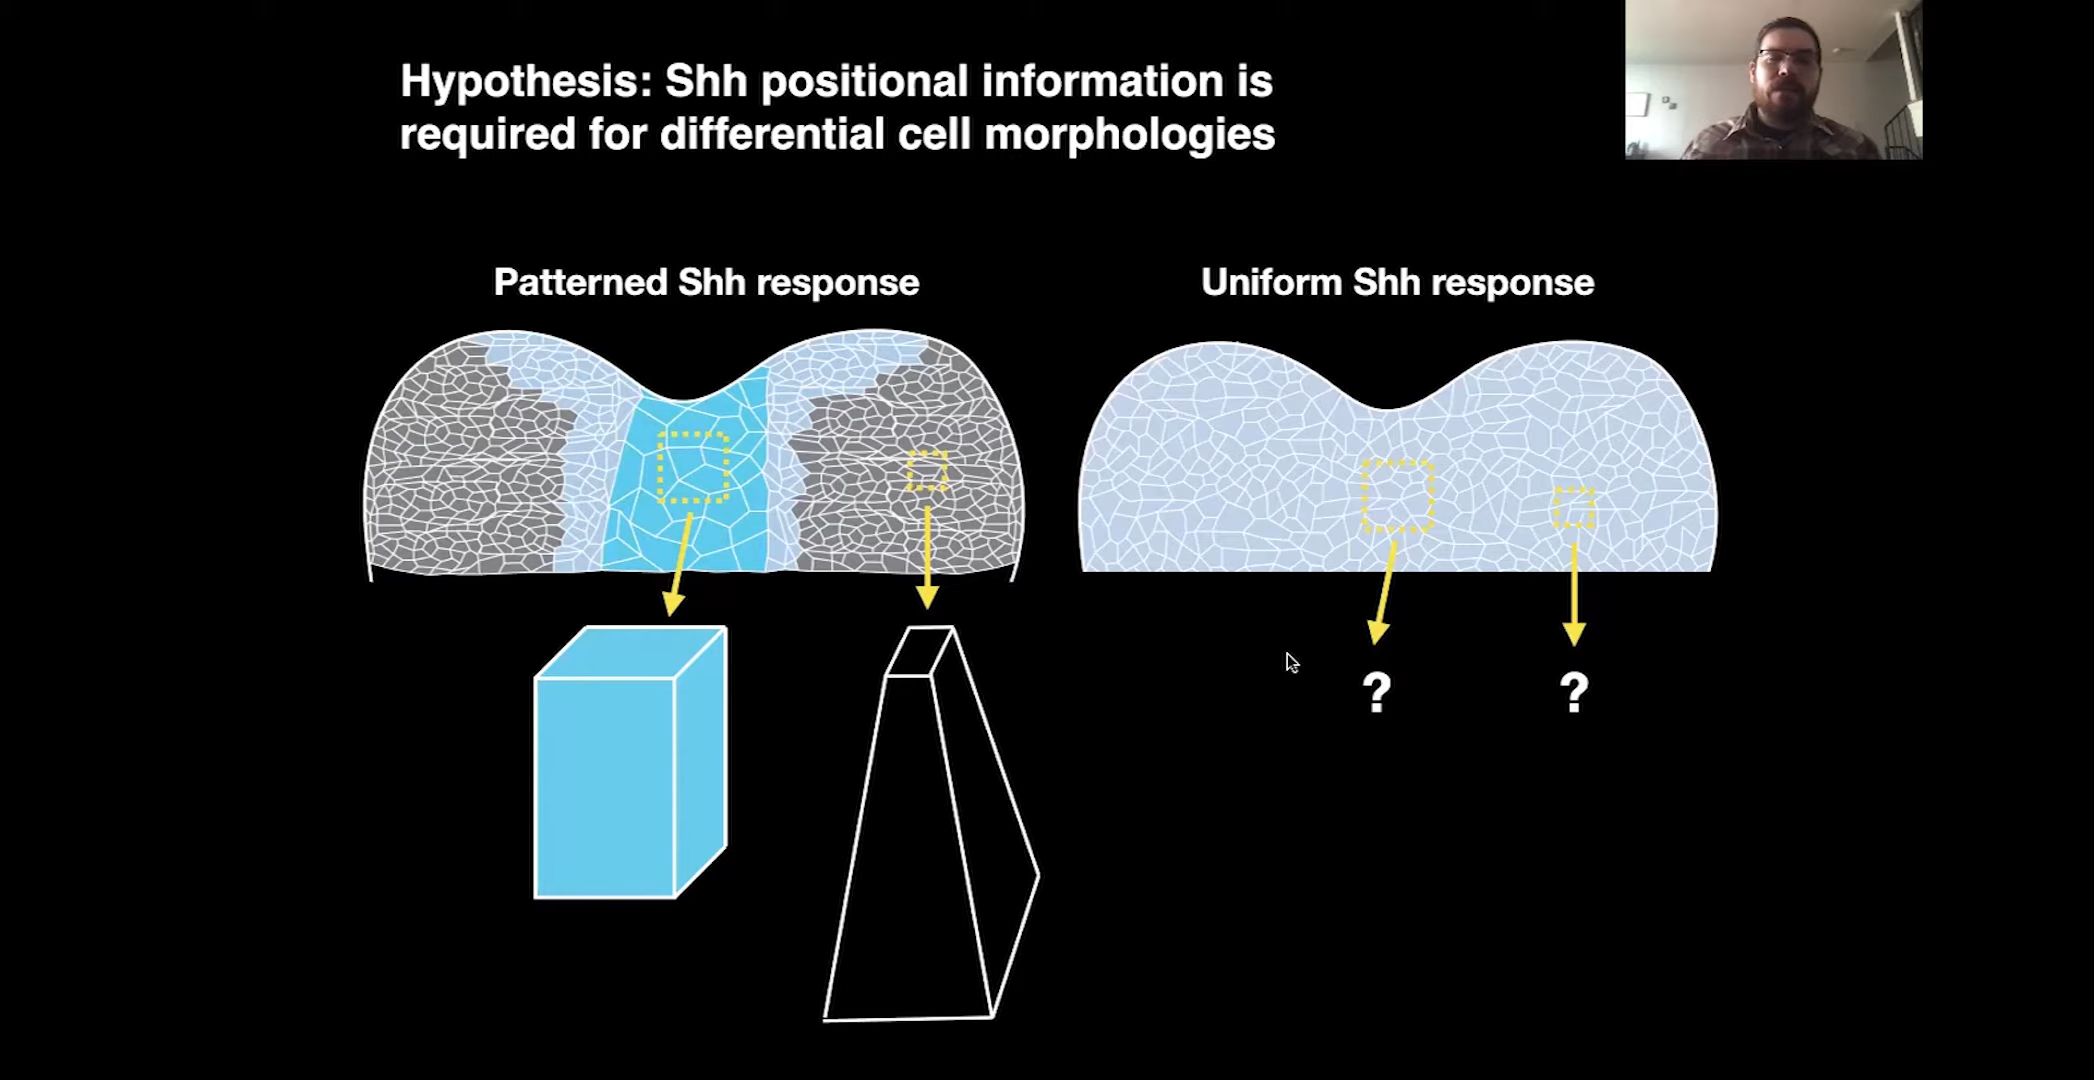 Hypothesis: Shh positional information is
required for differential cell morphologies
Patterned Shh response
Uniform Shh response
? ?